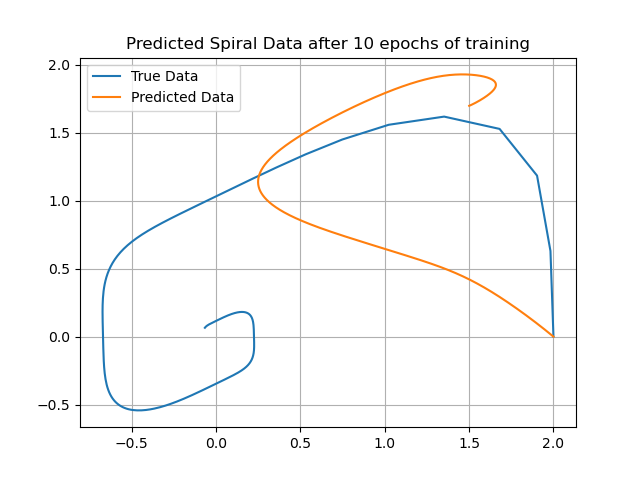 Predicted Spiral Data after 10 epochs of training
True Data
Predicted Data
2.0
1.5
1.0
0.5
0.0
−0.5
−0.5 0.0 0.5 1.0 1.5 2.0